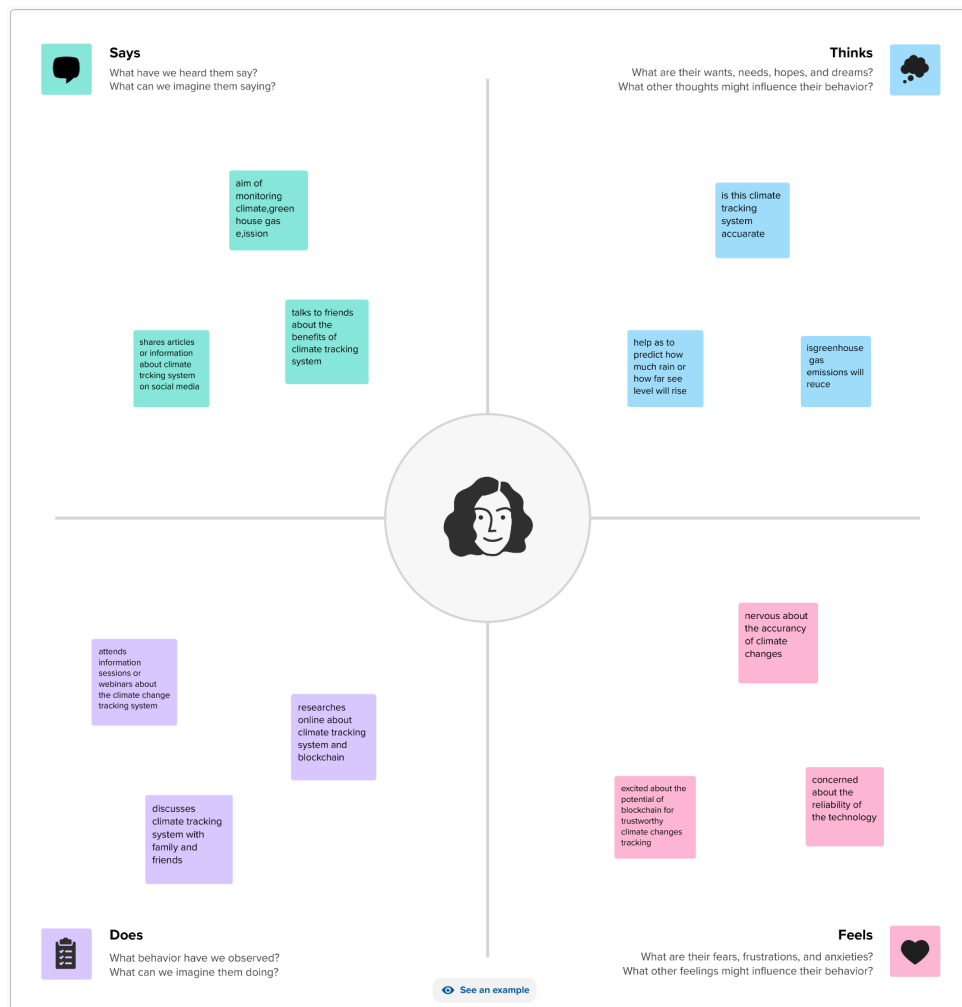 Says
What have we heard them say?
What can we imagine them saying?
aim of
monitoring
climate,green
house gas
e,ission
talks to friends
about the
benefits of
climate tracking
system
shares articles
or information
about climate
trcking system
on social media
Thinks
What are their wants, needs, hopes, and dreams?
What other thoughts might influence their behavior?
is this climate
tracking
system
accuarate
help as to
predict how
much rain or
how far see
level will rise
isgreenhouse
gas
emissions will
reuce
attends
information
sessions or
webinars about
the climate change
tracking system
researches
online about
climate tracking
system and
blockchain
discusses
climate tracking
system with
family and
friends
Does
What behavior have we observed?
What can we imagine them doing?
nervous about
the accurancy
of climate
changes
excited about the
potential of
blockchain for
trustworthy
climate changes
tracking
concerned
about the
reliability of
the technology
Feels
What are their fears, frustrations, and anxieties?
What other feelings might influence their behavior?
See an example